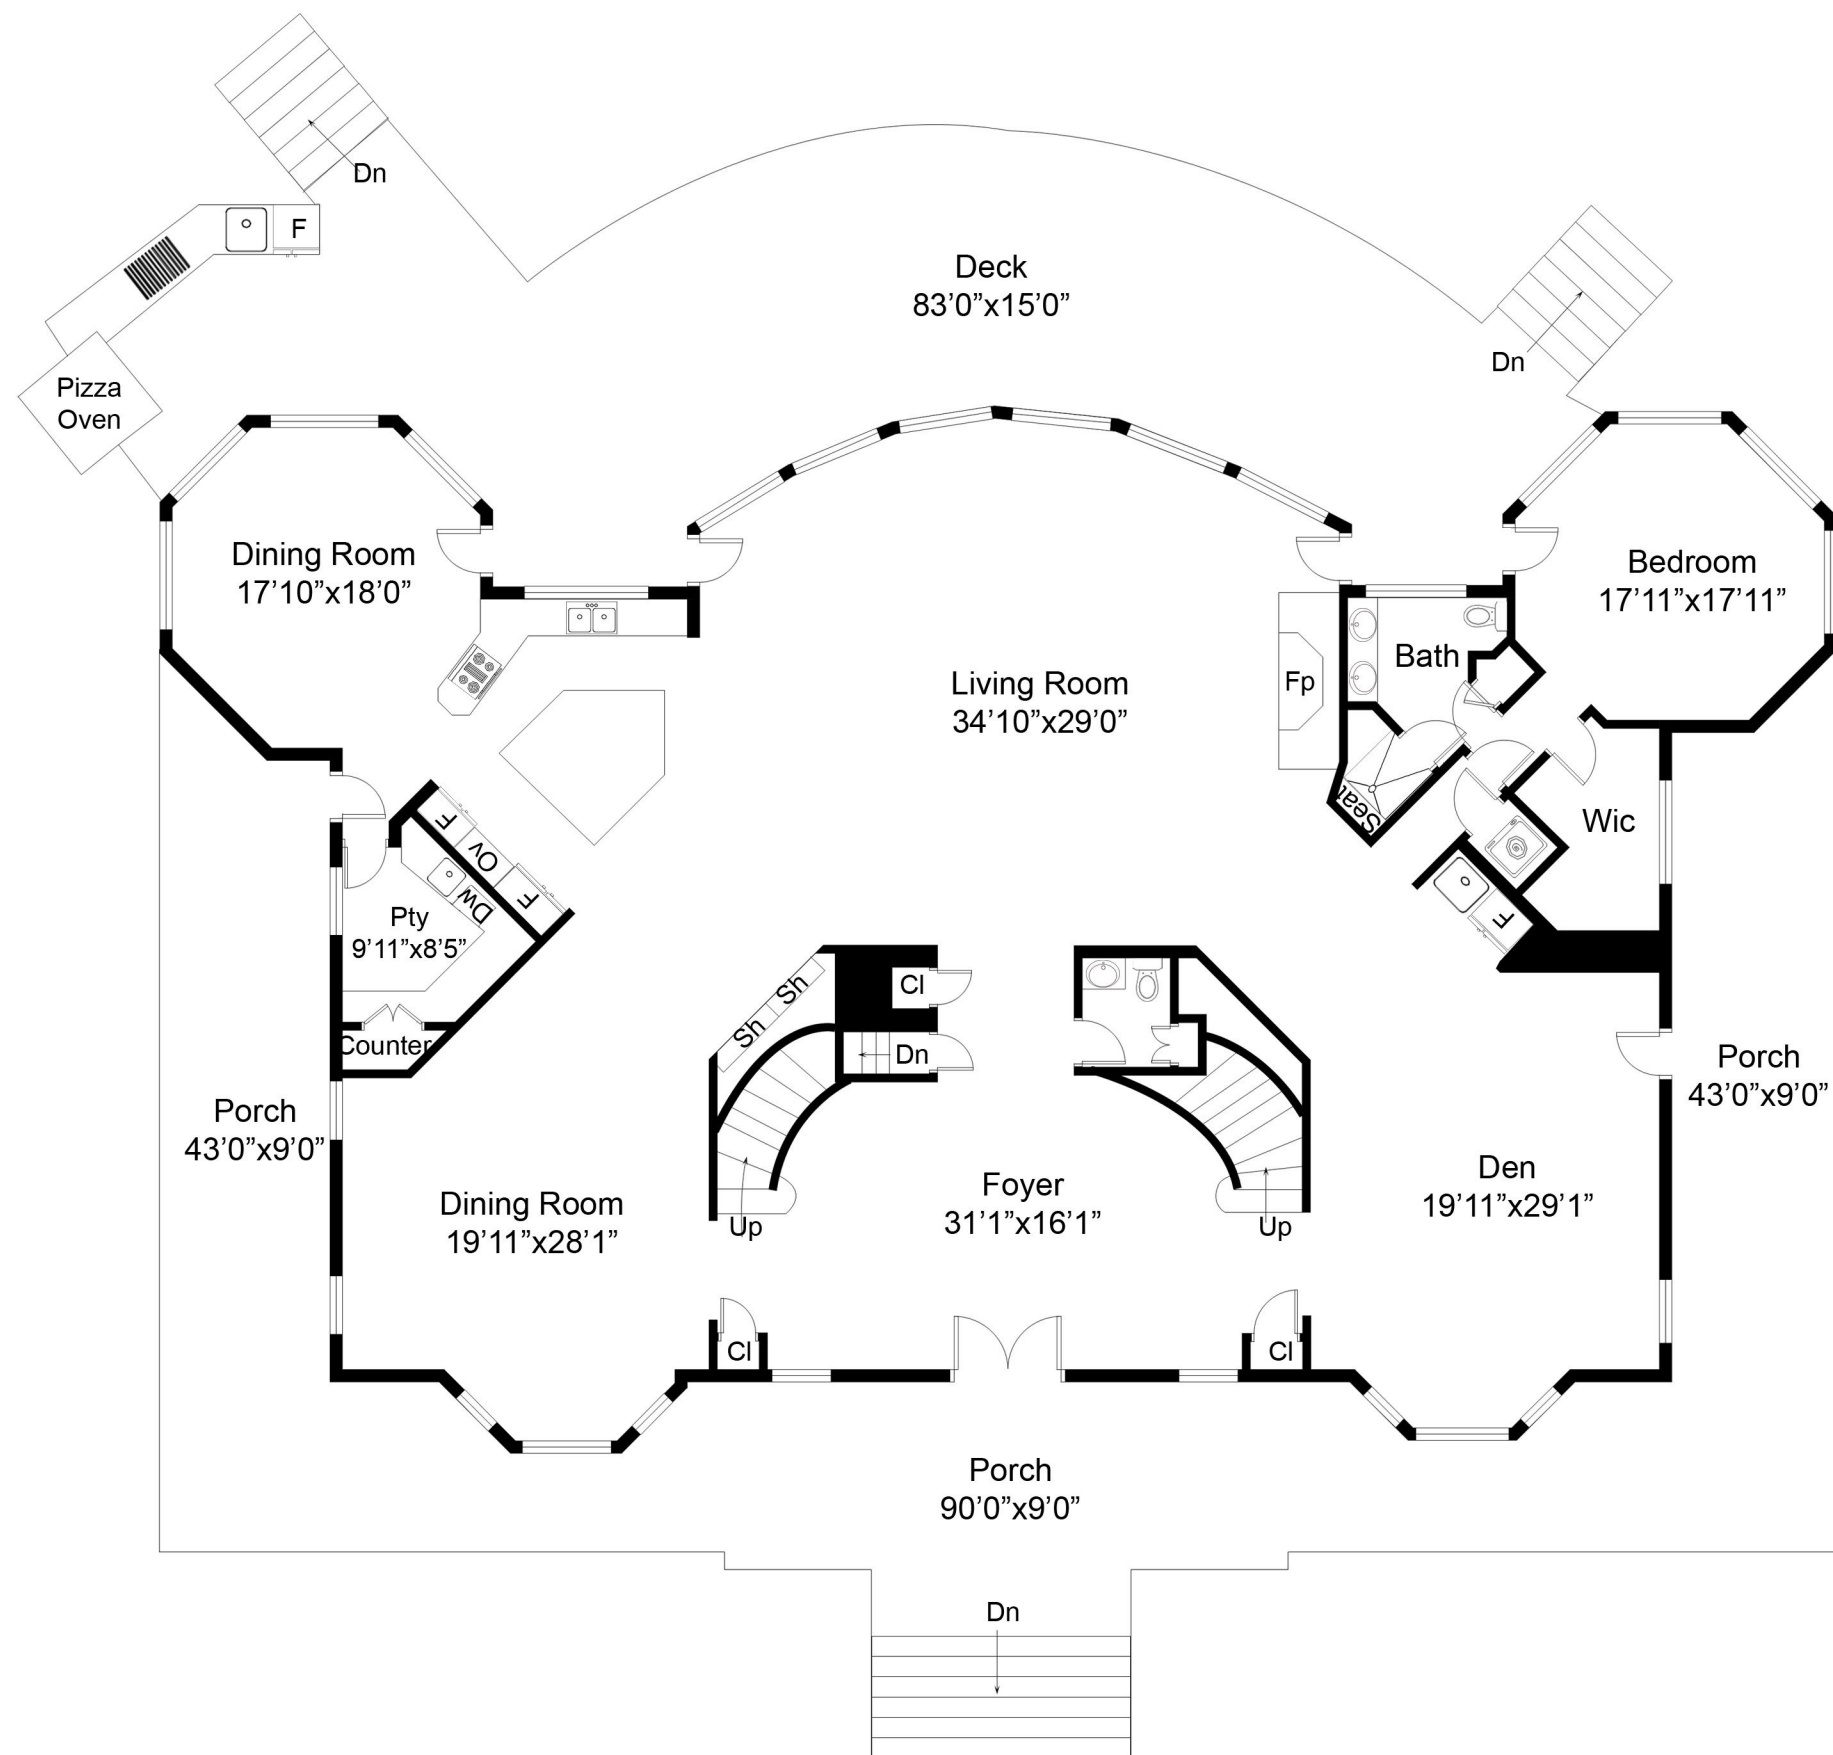 Dn
F
Deck
83’0”x15’0”
Dn
Pizza
Oven
Dining Room
17’10”x18’0”
Bedroom
17’11”x17’11”
Bath
Living Room
34’10”x29’0”
Fp
Seat
Wic
F
Ov
F
Dw
Pty
9’11”x8’5”
F
Counter
Sh
Sh
Cl
Dn
Porch
43’0”x9’0”
Porch
43’0”x9’0”
Dining Room
19’11”x28’1”
Up
Foyer
31’1”x16’1”
Up
Den
19’11”x29’1”
Cl
Cl
Porch
90’0”x9’0”
Dn